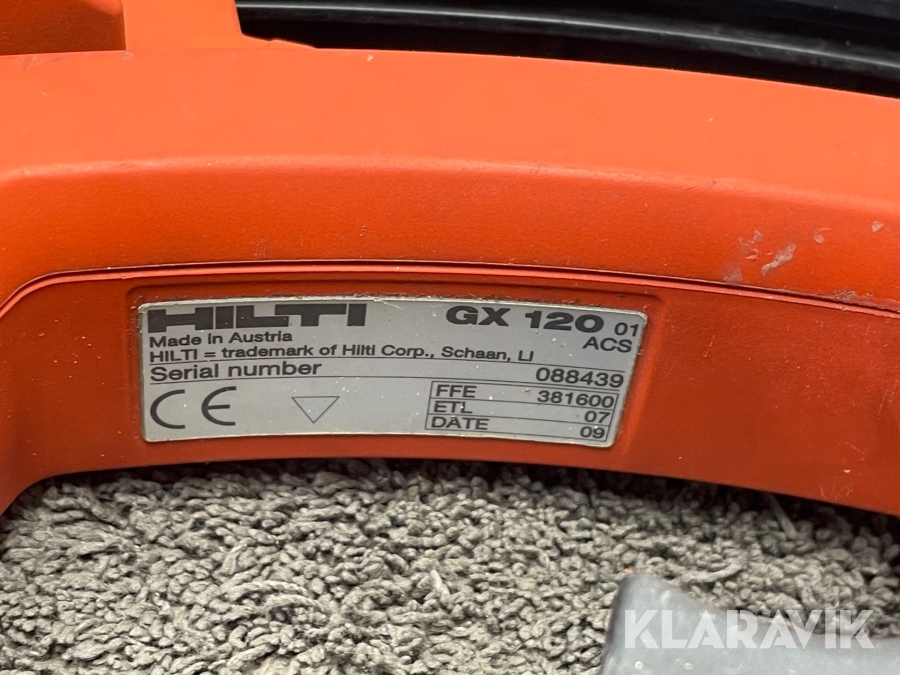 HILTI GX 120 01
Made in Austria ACS
HILTI = trademark of Hilti Corp., Schaan, LI
Serial number 088439
CE
FFE 381600
ETL 07
DATE 09
KLARAVIK